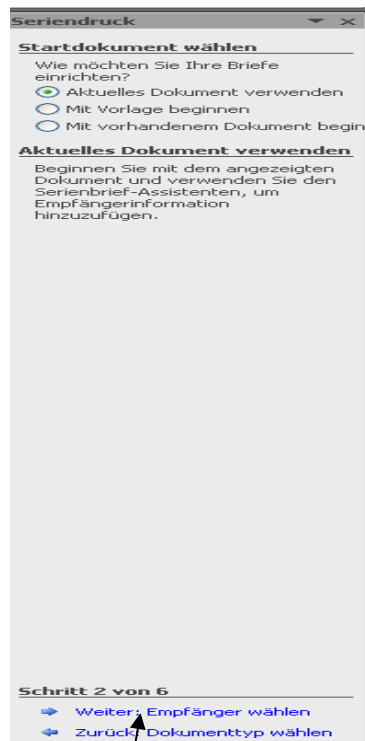 Seriendruck
Startdokument wählen
Wie möchten Sie Ihre Briefe
einrichten?
Aktuelles Dokument verwenden
Mit Vorlage beginnen
Mit vorhandenem Dokument begin
Aktuelles Dokument verwenden
Beginnen Sie mit dem angezeigten
Dokument und verwenden Sie den
Serienbrief-Assistenten, um
Empfängerinformation
hinzuzufügen.
Schritt 2 von 6
Weiter: Empfänger wählen
Zurück: Dokumenttyp wählen